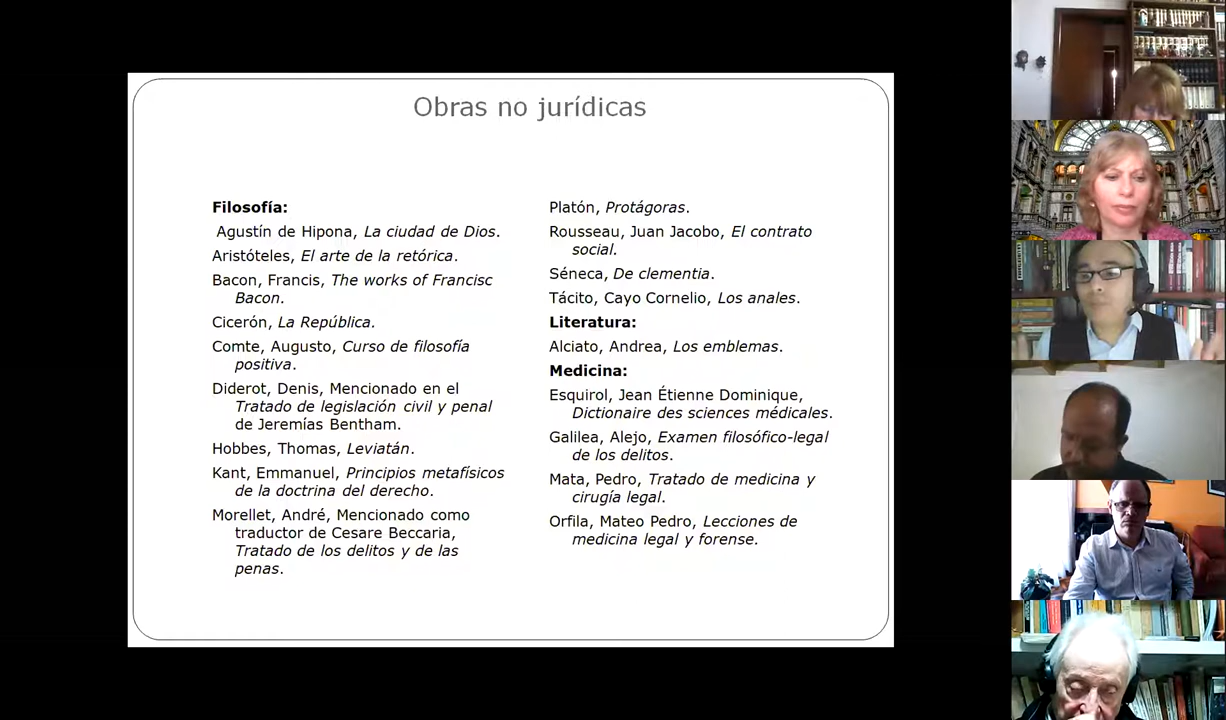 Obras no jurídicas
Filosofía:
Agustín de Hipona, La ciudad de Dios.
Aristóteles, El arte de la retórica.
Bacon, Francis, The works of Francisc
Bacon.
Cicerón, La República.
Comte, Augusto, Curso de filosofía
positiva.
Diderot, Denis, Mencionado en el
Tratado de legislación civil y penal
de Jeremías Bentham.
Hobbes, Thomas, Leviatán.
Kant, Emmanuel, Principios metafísicos
de la doctrina del derecho.
Morellet, André, Mencionado como
traductor de Cesare Beccaria,
Tratado de los delitos y de las
penas.
Platón, Protágoras.
Rousseau, Juan Jacobo, El contrato
social.
Séneca, De clementia.
Tácito, Cayo Cornelio, Los anales.
Literatura:
Alciato, Andrea, Los emblemas.
Medicina:
Esquirol, Jean Étienne Dominique,
Dictionaire des sciences médicales.
Galilea, Alejo, Examen filosófico-legal
de los delitos.
Mata, Pedro, Tratado de medicina y
cirugía legal.
Orfila, Mateo Pedro, Lecciones de
medicina legal y forense.